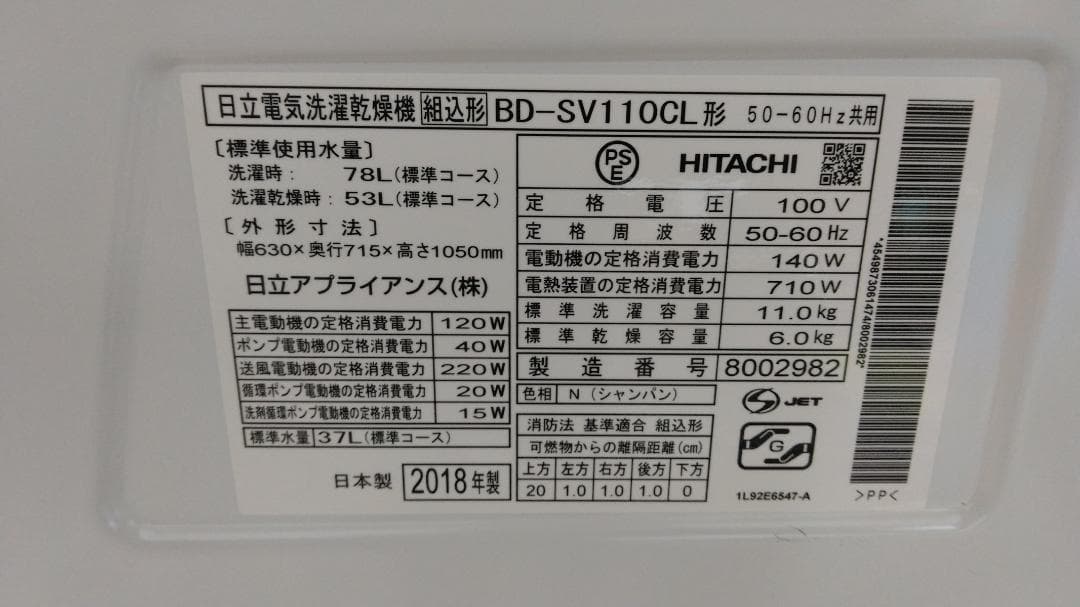 日立電気洗濯乾燥機 組込形 BD-SV110CL形 50-60Hz共用
〔標準使用水量〕
洗濯時： 78L(標準コース)
洗濯乾燥時： 53L(標準コース)
〔外形寸法〕
幅630×奥行715×高さ1050mm
日立アプライアンス(株)
主電動機の定格消費電力 120W
ポンプ電動機の定格消費電力 40W
送風電動機の定格消費電力 220W
循環ポンプ電動機の定格消費電力 20W
洗剤循環ポンプ電動機の定格消費電力 15W
標準水量 37L(標準コース)
日本製 2018年製
PS
E
HITACHI
定格電圧 100V
定格周波数 50-60Hz
電動機の定格消費電力 140W
電熱装置の定格消費電力 710W
標準洗濯容量 11.0kg
標準乾燥容量 6.0kg
製造番号 8002982
色相 N(シャンパン)
消防法 基準適合 組込形
可燃物からの離隔距離(cm)
上方 左方 右方 後方 下方
20 1.0 1.0 1.0 0
JET
G
1L92E6547-A
>PP<
*4549873061474/8002982*